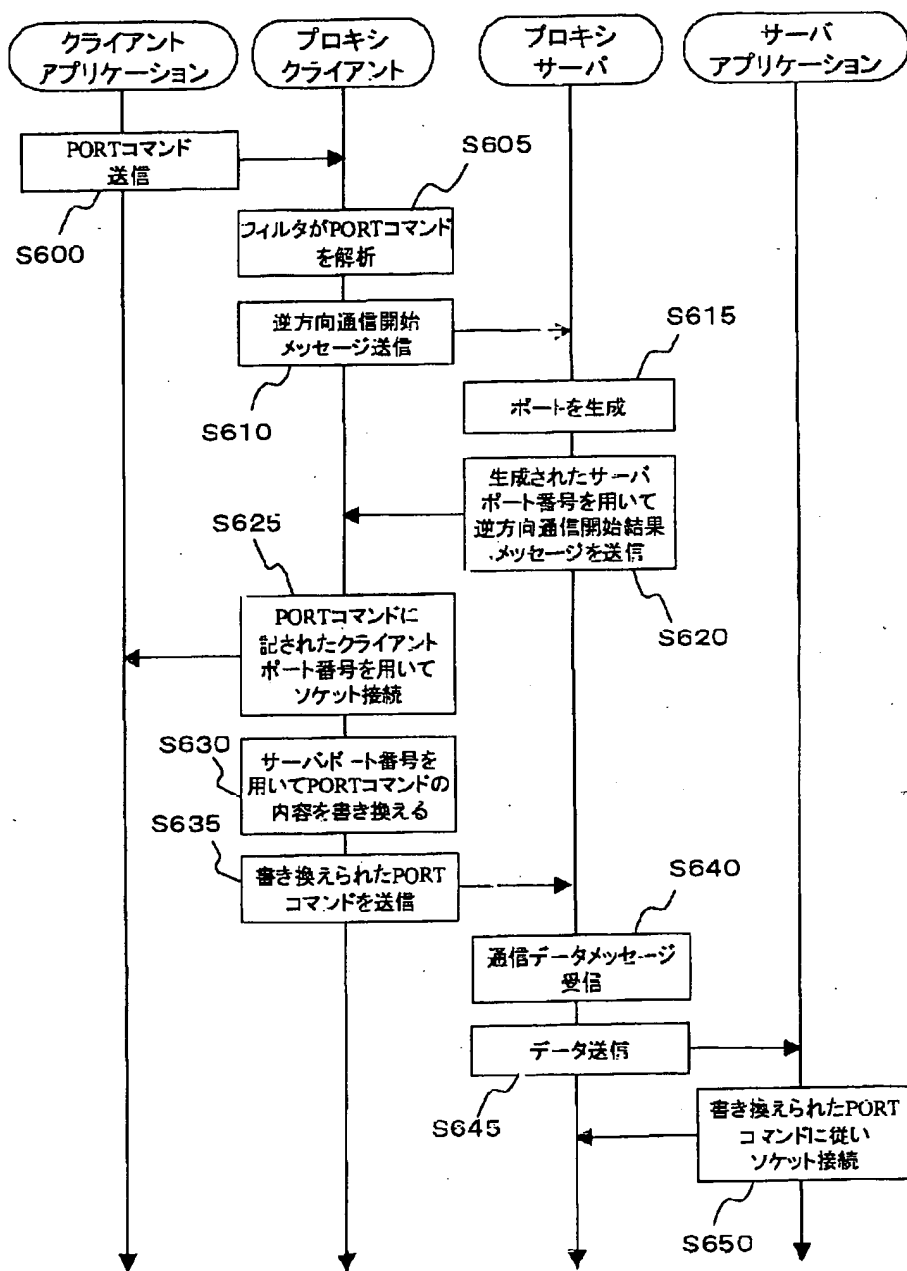 クライアント
アプリケーション
プロキシ
クライアント
プロキシ
サーバ
サーバ
アプリケーション
PORTコマンド
送信
S600
S605
フィルタがPORTコマンド
を解析
逆方向通信開始
メッセージ送信
S610
S615
ポートを生成
生成されたサーバ
ポート番号を用いて
逆方向通信開始結果
メッセージを送信
S620
S625
PORTコマンドに
記されたクライアント
ポート番号を用いて
ソケット接続
S630
サーバポート番号を
用いてPORTコマンドの
内容を書き換える
S635
書き換えられたPORT
コマンドを送信
S640
通信データメッセージ
受信
データ送信
S645
書き換えられたPORT
コマンドに従い
ソケット接続
S650